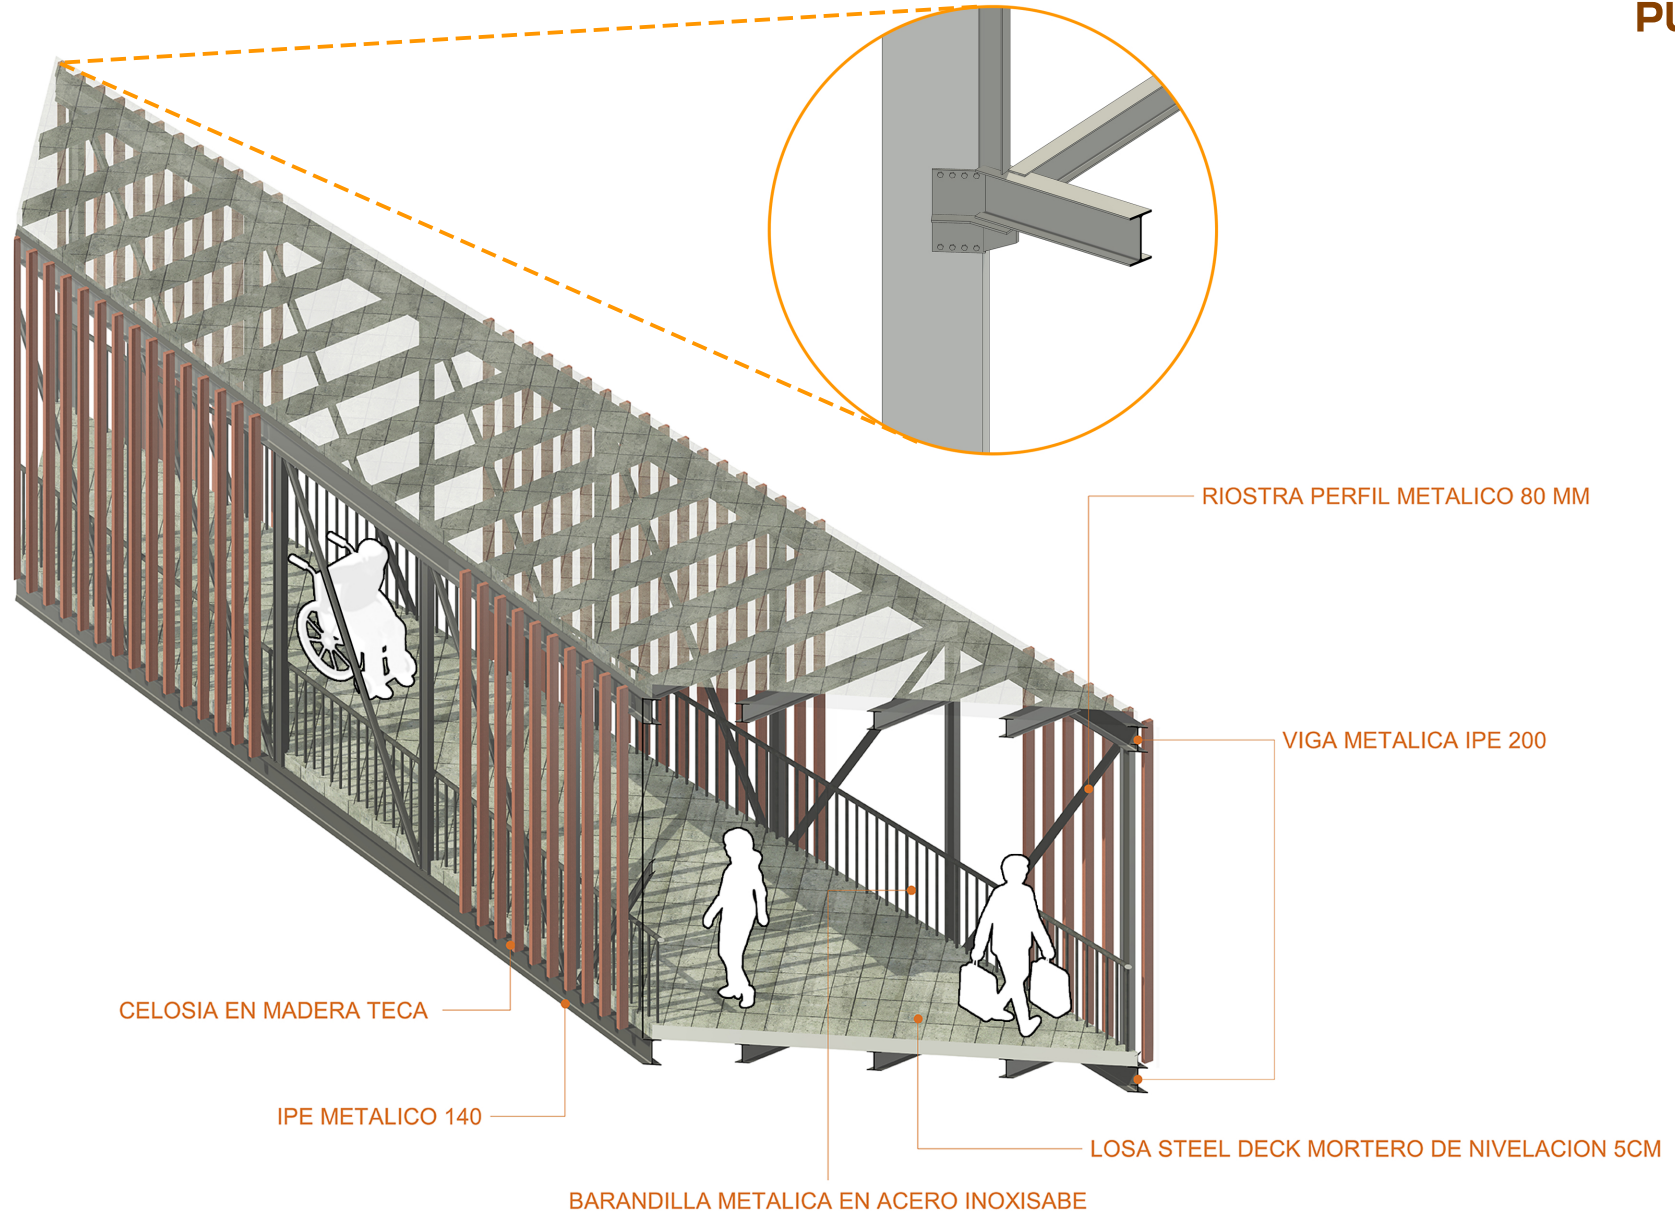 PU
RIOSTRA PERFIL METALICO 80 MM
VIGA METALICA IPE 200
CELOSIA EN MADERA TECA
IPE METALICO 140
LOSA STEEL DECK MORTERO DE NIVELACION 5CM
BARANDILLA METALICA EN ACERO INOXISABE